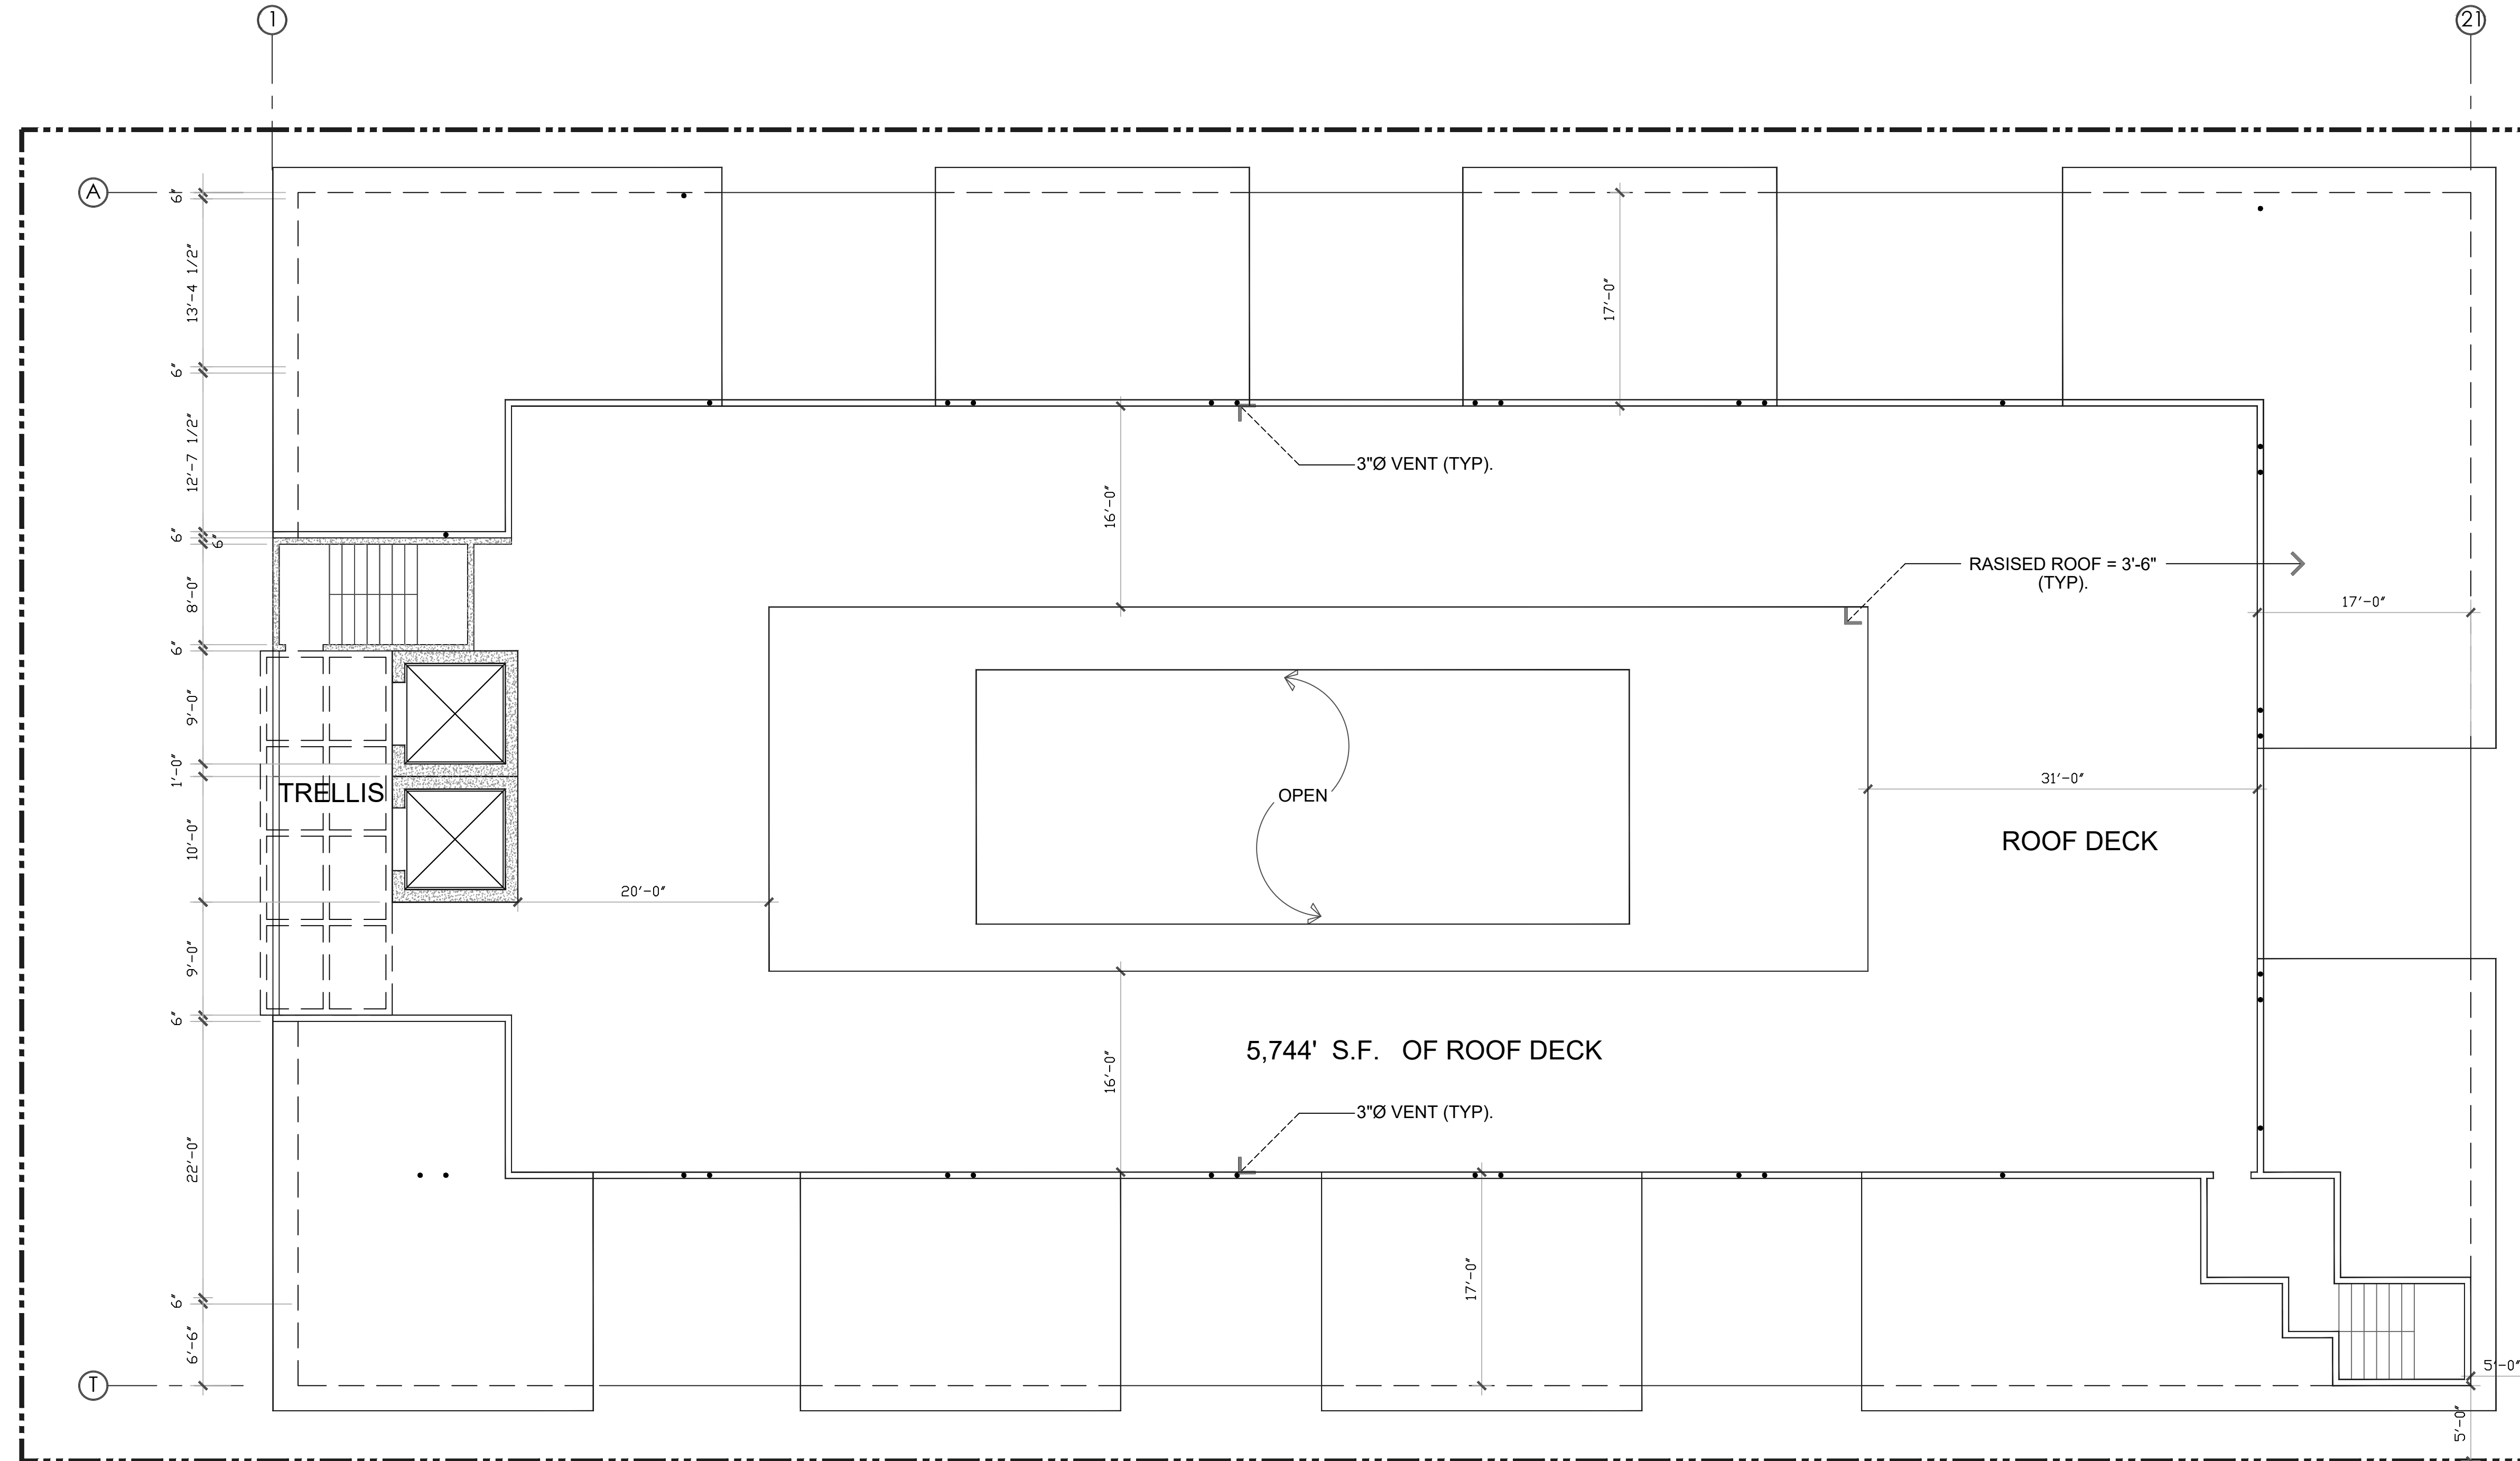 1
21
A
6"
13'-4 1/2"
17'-0"
6"
12'-7 1/2"
3"Ø VENT (TYP).
16'-0"
6"
6"
RASISED ROOF = 3'-6"
(TYP).
8'-0"
17'-0"
6"
9'-0"
1'-0"
31'-0"
TRELLIS
OPEN
10'-0"
ROOF DECK
20'-0"
9'-0"
6"
5,744' S.F. OF ROOF DECK
16'-0"
3"Ø VENT (TYP).
22'-0"
17'-0"
6"
6'-6"
5'-0"
T
5'-0"